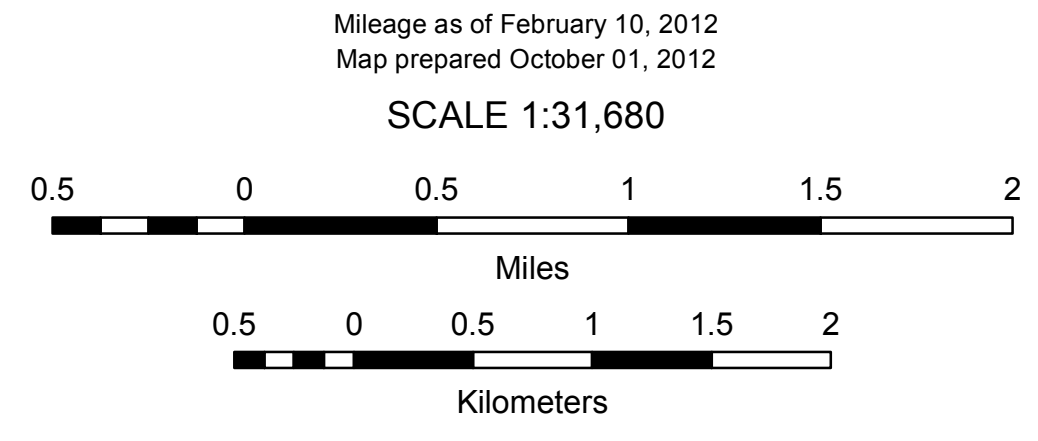 Mileage as of February 10, 2012
Map prepared October 01, 2012
SCALE 1:31,680
0.5 0 0.5 1 1.5 2
Miles
0.5 0 0.5 1 1.5 2
Kilometers